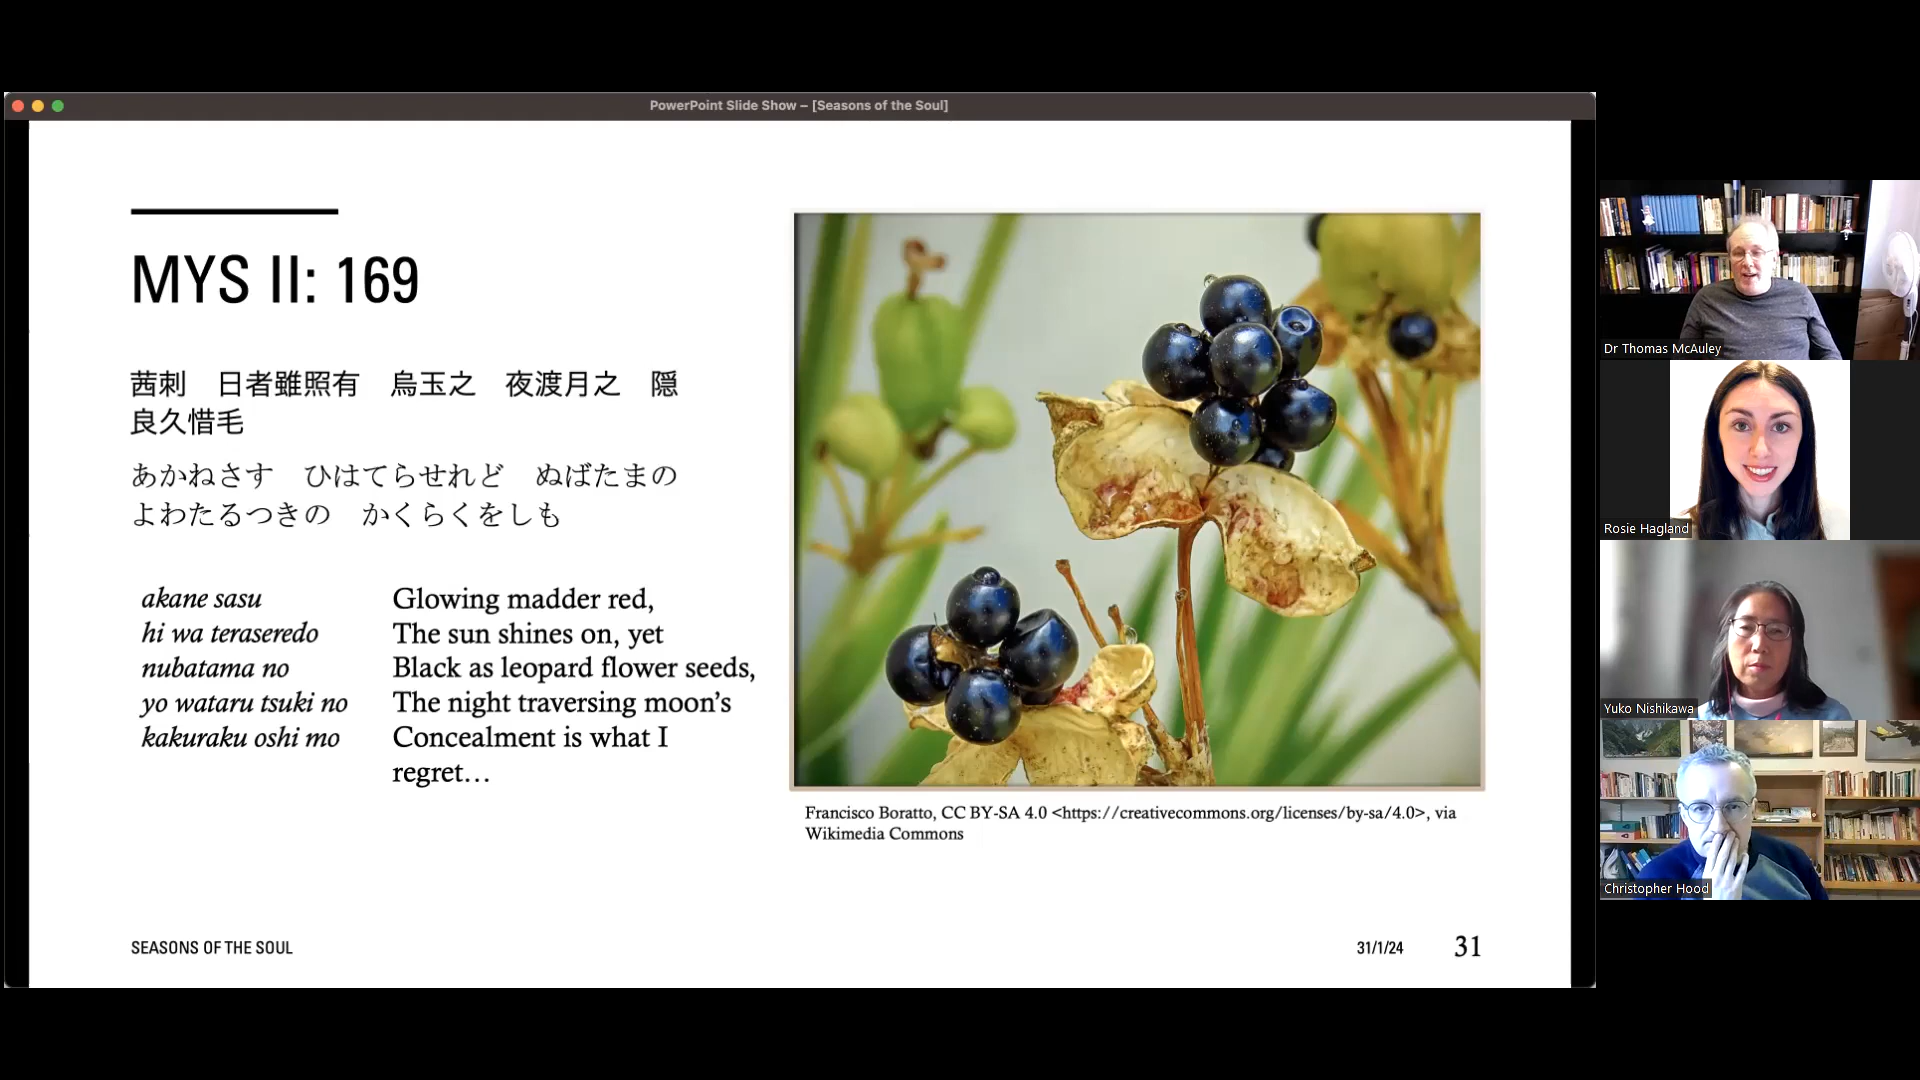 PowerPoint Slide Show – [Seasons of the Soul]
MYS II: 169
茜刺　日者雖照有　烏玉之　夜渡月之　隠
良久惜毛
あかねさす　ひはてらせれど　ぬばたまの
よわたるつきの　かくらくをしも
akane sasu
hi wa teraseredo
nubatama no
yo wataru tsuki no
kakuraku oshi mo
Glowing madder red,
The sun shines on, yet
Black as leopard flower seeds,
The night traversing moon’s
Concealment is what I
regret…
Francisco Boratto, CC BY-SA 4.0 <https://creativecommons.org/licenses/by-sa/4.0>, via
Wikimedia Commons
SEASONS OF THE SOUL
31/1/24
31
Dr Thomas McAuley
Rosie Hagland
Yuko Nishikawa
Christopher Hood